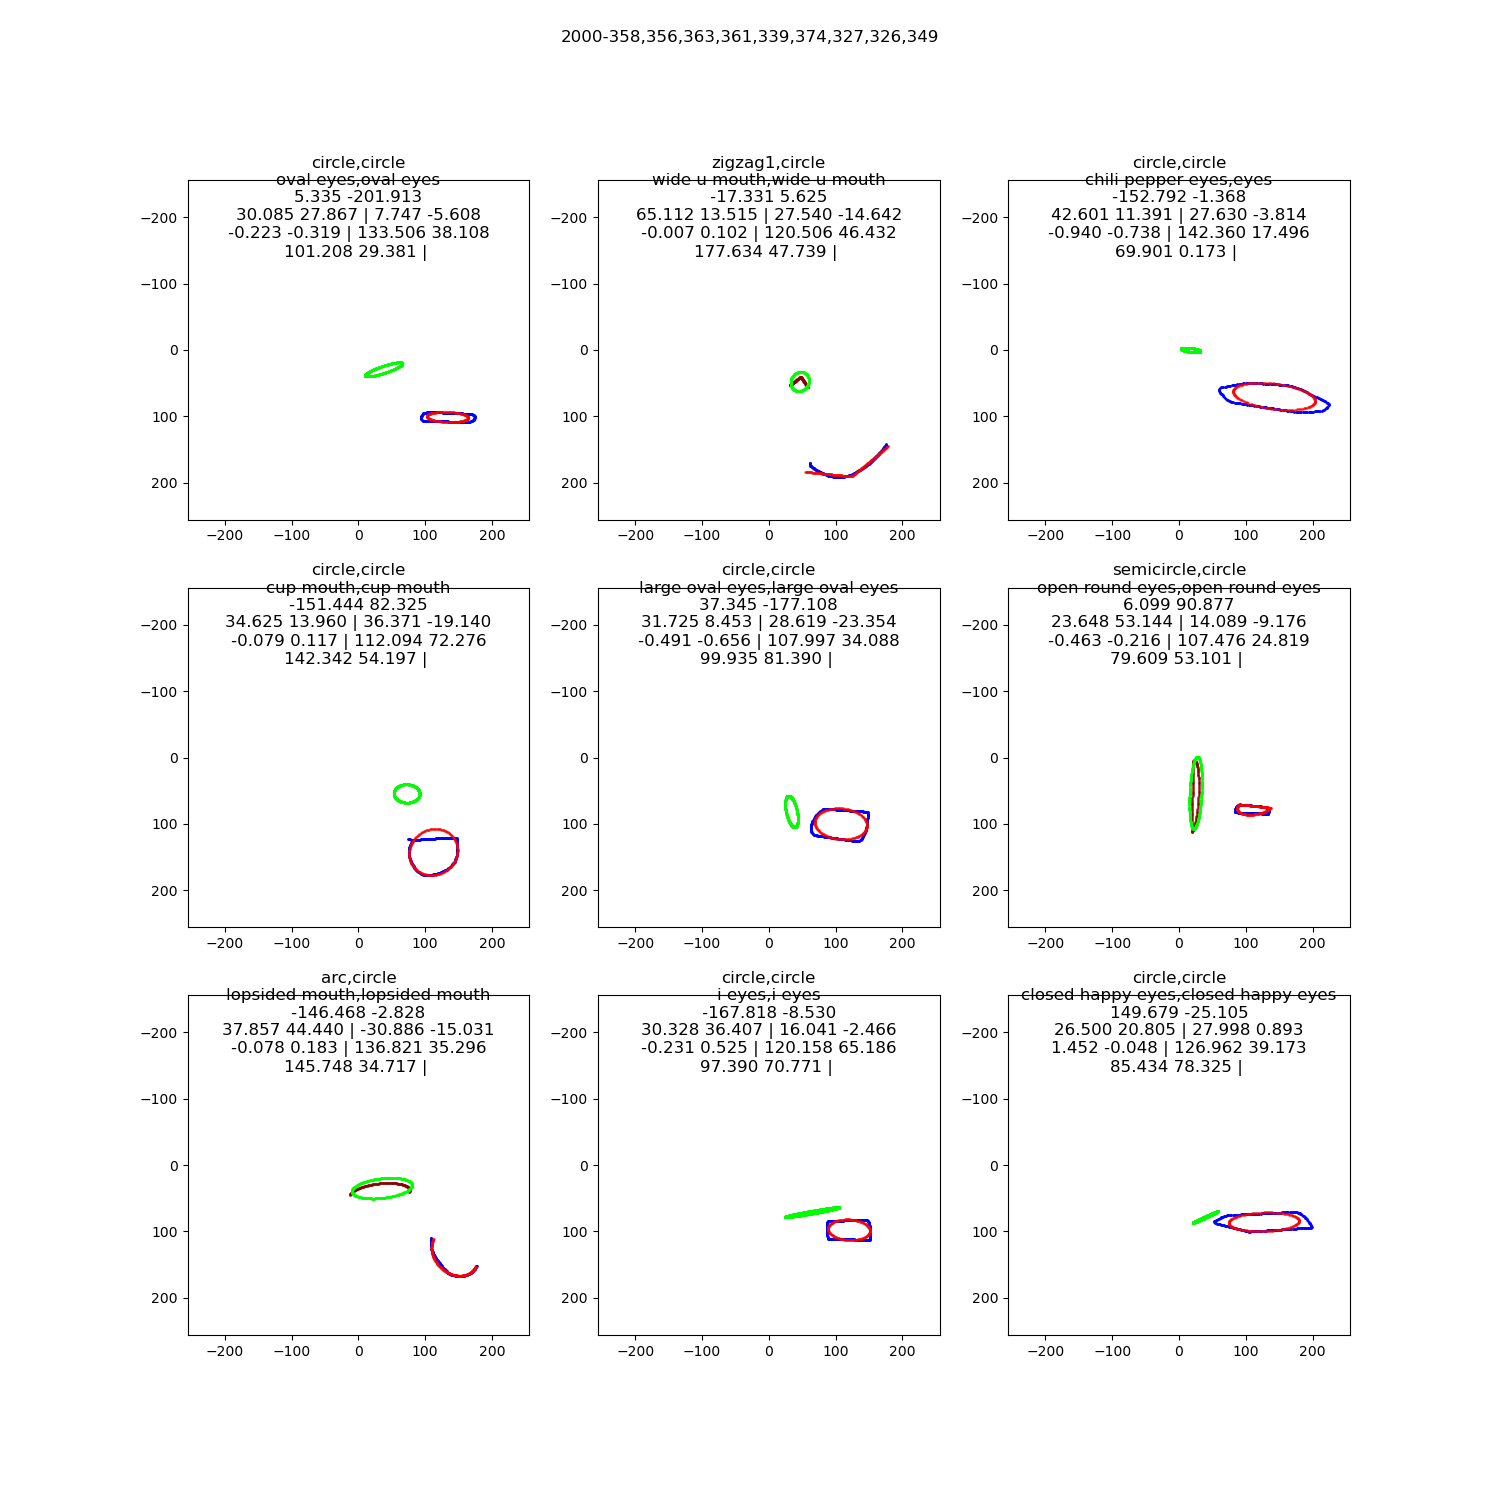 2000-358,356,363,361,339,374,327,326,349
circle,circle
oval eyes,oval eyes
5.335 -201.913
30.085 27.867 | 7.747 -5.608
-0.223 -0.319 | 133.506 38.108
101.208 29.381 |
−200
−100
0
100
200
−200 −100 0 100 200
zigzag1,circle
wide u mouth,wide u mouth
-17.331 5.625
65.112 13.515 | 27.540 -14.642
-0.007 0.102 | 120.506 46.432
177.634 47.739 |
−200
−100
0
100
200
−200 −100 0 100 200
circle,circle
chili pepper eyes,eyes
-152.792 -1.368
42.601 11.391 | 27.630 -3.814
-0.940 -0.738 | 142.360 17.496
69.901 0.173 |
−200
−100
0
100
200
−200 −100 0 100 200
circle,circle
cup mouth,cup mouth
-151.444 82.325
34.625 13.960 | 36.371 -19.140
-0.079 0.117 | 112.094 72.276
142.342 54.197 |
−200
−100
0
100
200
−200 −100 0 100 200
circle,circle
large oval eyes,large oval eyes
37.345 -177.108
31.725 8.453 | 28.619 -23.354
-0.491 -0.656 | 107.997 34.088
99.935 81.390 |
−200
−100
0
100
200
−200 −100 0 100 200
semicircle,circle
open round eyes,open round eyes
6.099 90.877
23.648 53.144 | 14.089 -9.176
-0.463 -0.216 | 107.476 24.819
79.609 53.101 |
−200
−100
0
100
200
−200 −100 0 100 200
arc,circle
lopsided mouth,lopsided mouth
-146.468 -2.828
37.857 44.440 | -30.886 -15.031
-0.078 0.183 | 136.821 35.296
145.748 34.717 |
−200
−100
0
100
200
−200 −100 0 100 200
circle,circle
i eyes,i eyes
-167.818 -8.530
30.328 36.407 | 16.041 -2.466
-0.231 0.525 | 120.158 65.186
97.390 70.771 |
−200
−100
0
100
200
−200 −100 0 100 200
circle,circle
closed happy eyes,closed happy eyes
149.679 -25.105
26.500 20.805 | 27.998 0.893
1.452 -0.048 | 126.962 39.173
85.434 78.325 |
−200
−100
0
100
200
−200 −100 0 100 200